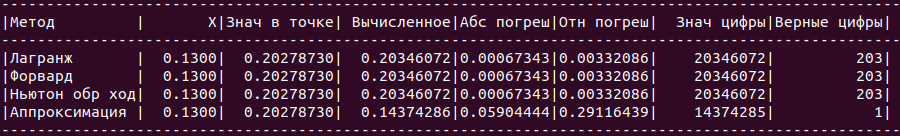 |Метод        |      X|Знач в точке| Вычисленное|Абс погреш|Отн погреш|  Знач цифры|Верные цифры|
|Лагранж      | 0.1300|  0.20278730|  0.20346072|0.00067343|0.00332086|    20346072|         203|
|Форвард      | 0.1300|  0.20278730|  0.20346072|0.00067343|0.00332086|    20346072|         203|
|Ньютон обр ход| 0.1300|  0.20278730|  0.20346072|0.00067343|0.00332086|    20346072|         203|
|Аппроксимация | 0.1300|  0.20278730|  0.14374286|0.05904444|0.29116439|    14374285|           1|